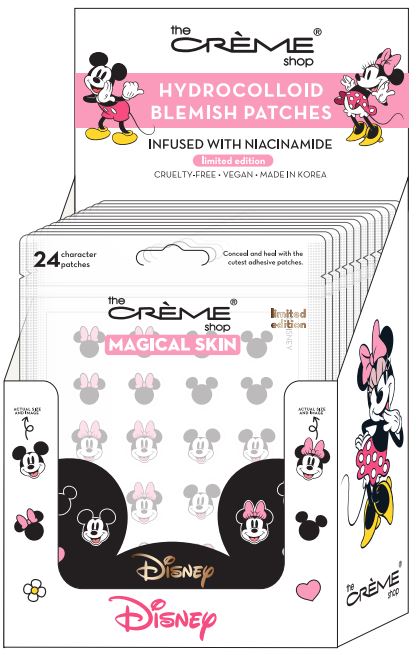 the
CRÈME®
shop
HYDROCOLLOID
BLEMISH PATCHES
INFUSED WITH NIACINAMIDE
limited edition
CRUELTY-FREE • VEGAN • MADE IN KOREA
24 character
patches
Conceal and heal with the
cutest adhesive patches.
the
CRÈME®
shop
limited
edition
MAGICAL SKIN
©DISNEY
ACTUAL SIZE
AND IMAGE
ACTUAL SIZE
AND IMAGE
Disney
Disney
the
CRÈME®
shop